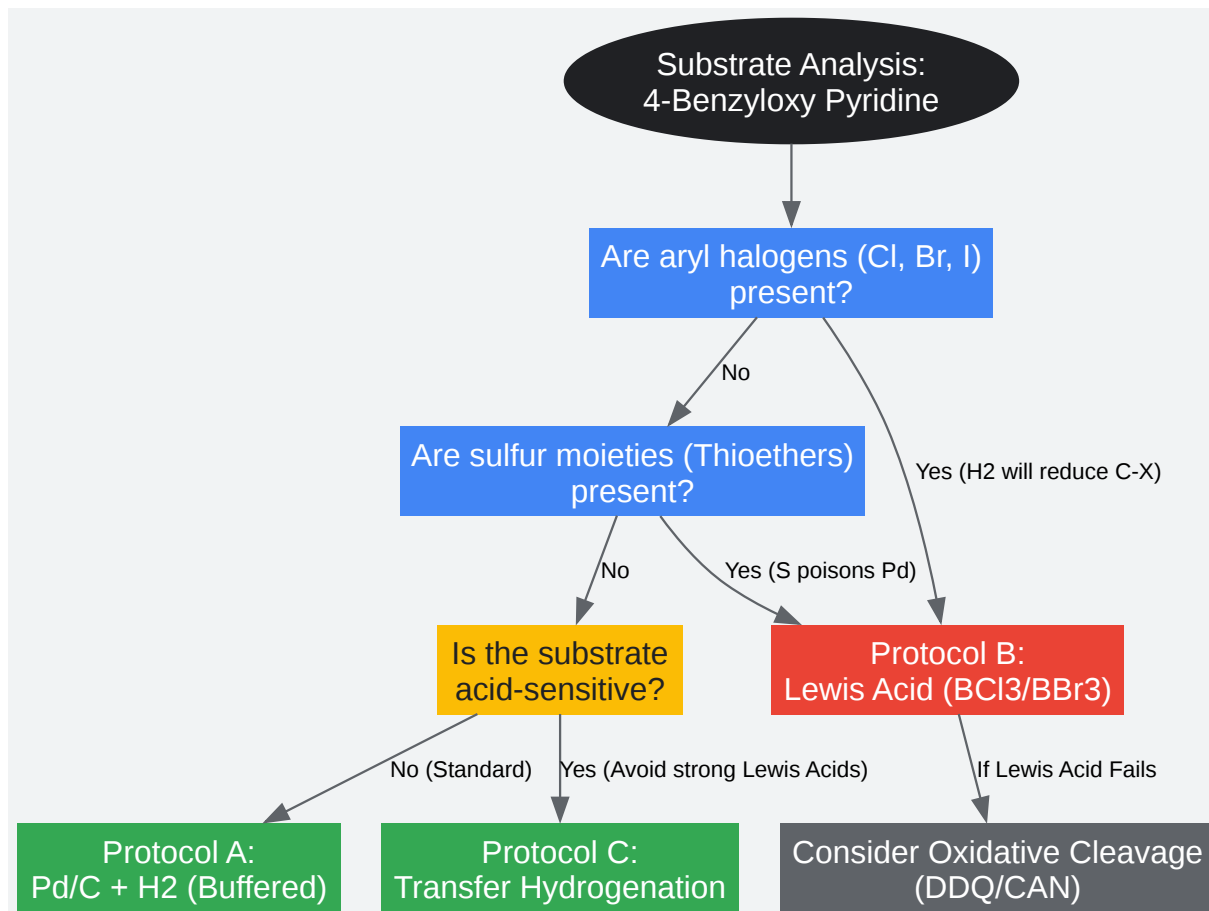 Substrate Analysis:
4-Benzyloxy Pyridine
Are aryl halogens (Cl, Br, I)
present?
No
Yes (H2 will reduce C-X)
Are sulfur moieties (Thioethers)
present?
No
Yes (S poisons Pd)
Is the substrate
acid-sensitive?
Protocol B:
Lewis Acid (BCl3/BBr3)
No (Standard)
Yes (Avoid strong Lewis Acids)
If Lewis Acid Fails
Protocol A:
Pd/C + H2 (Buffered)
Protocol C:
Transfer Hydrogenation
Consider Oxidative Cleavage
(DDQ/CAN)